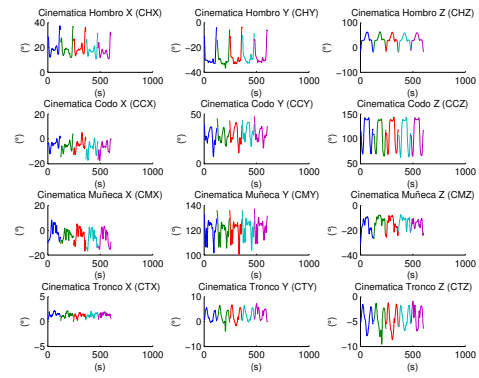 Cinematica Hombro X (CHX) Cinematica Hombro Y (CHY) Cinematica Hombro Z (CHZ)
40 40 100
20 (°) 0 (°) 0 (°)
0 -40 -100
0 500 1000 0 500 1000 0 500 1000
(s) (s) (s)
Cinematica Codo X (CCX) Cinematica Codo Y (CCY) Cinematica Codo Z (CCZ)
20 50 150
0 (°) (°) 100 (°)
-20 0 50
0 500 1000 0 500 1000 0 500 1000
(s) (s) (s)
Cinematica Muñeca X (CMX) Cinematica Muñeca Y (CMY) Cinematica Muñeca Z (CMZ)
20 140 0
0 (°) 120 (°) -20 (°)
-20 100 -40
0 500 1000 0 500 1000 0 500 1000
(s) (s) (s)
Cinematica Tronco X (CTX) Cinematica Tronco Y (CTY) Cinematica Tronco Z (CTZ)
5 10 0
0 (°) 0 (°) -5 (°)
-5 -10 -10
0 500 1000 0 500 1000 0 500 1000
(s) (s) (s)